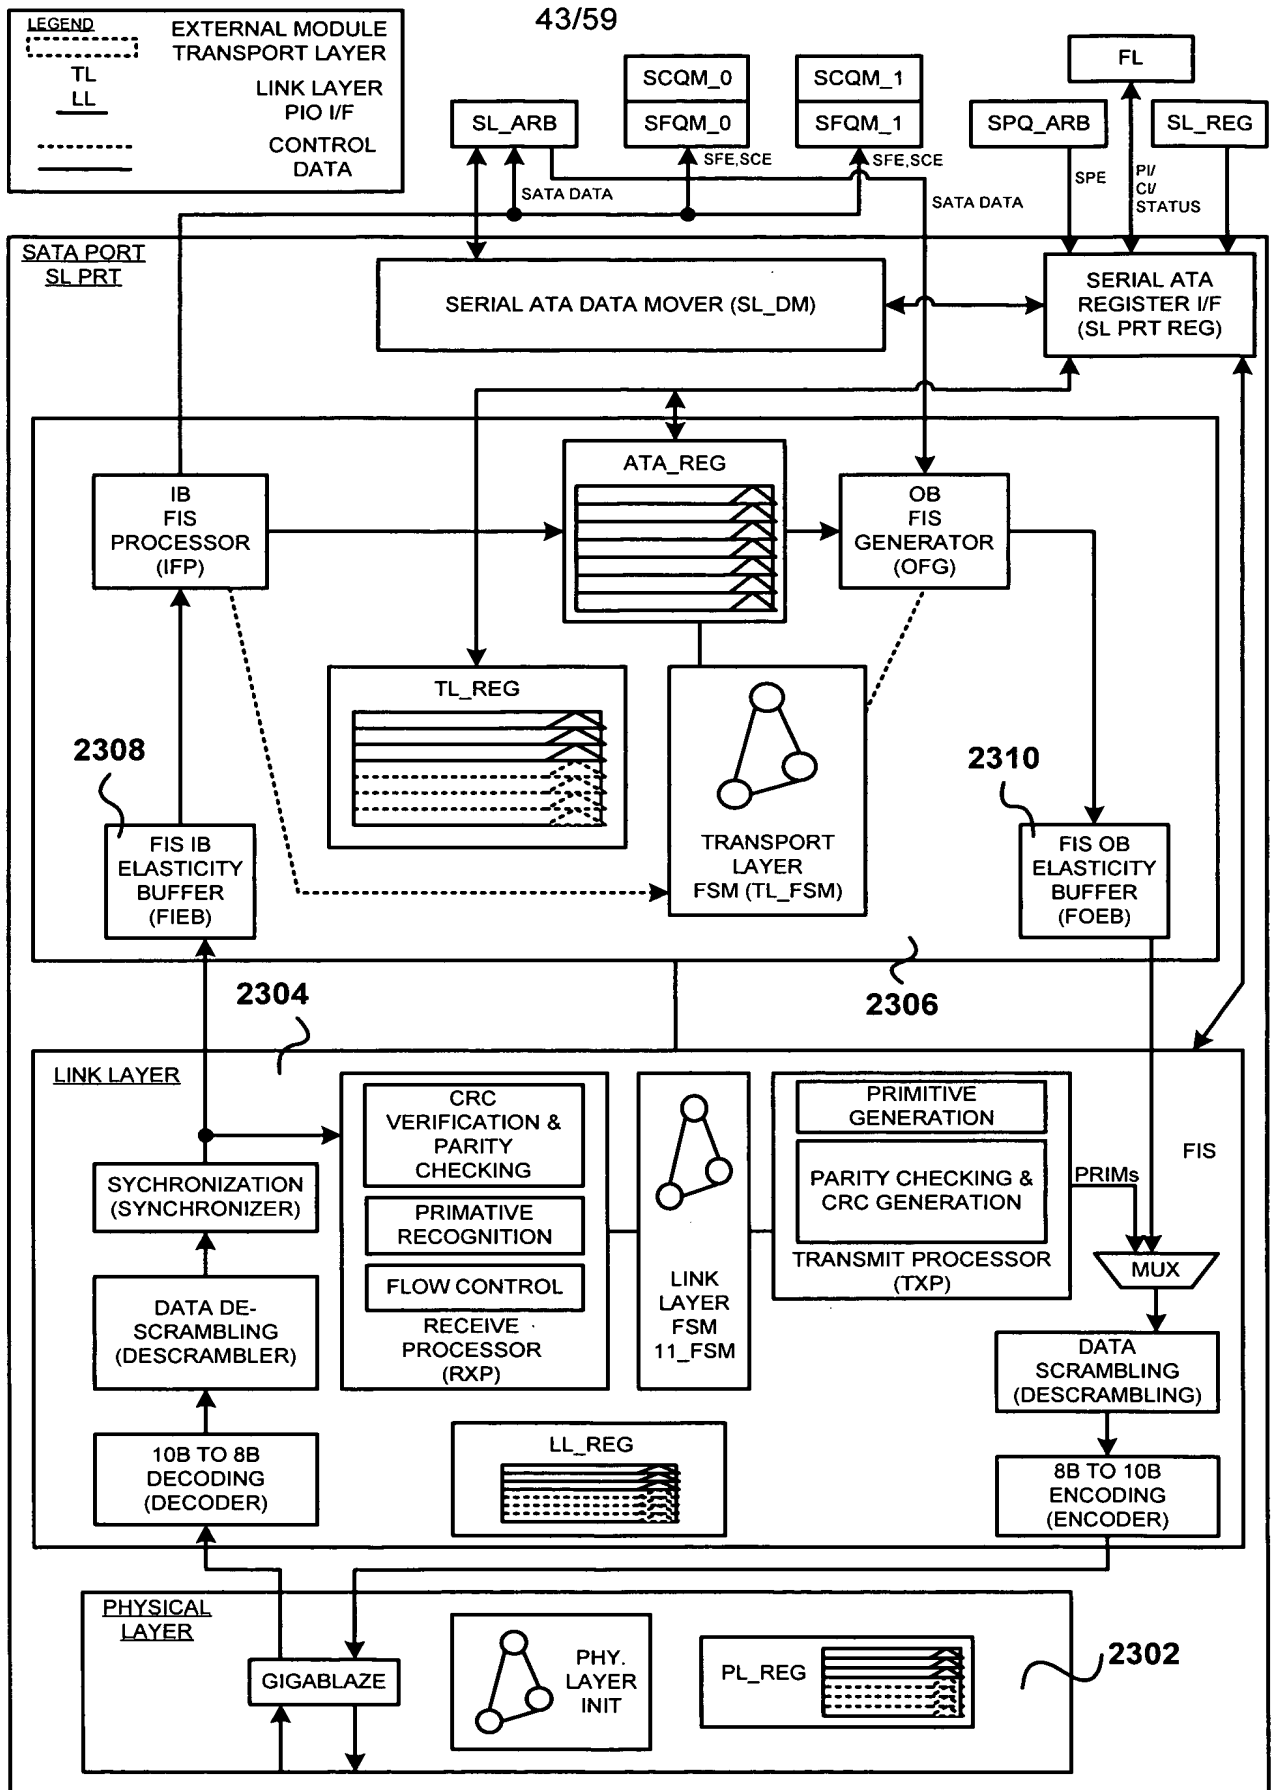 43/59
LEGEND
EXTERNAL MODULE
TRANSPORT LAYER
TL
LL
LINK LAYER
PIO I/F
CONTROL
DATA
SCQM_0
SFQM_0
SCQM_1
SFQM_1
FL
SL_ARB
SPQ_ARB
SL_REG
SFE,SCE
SFE,SCE
SATA DATA
SATA DATA
SPE
PI/
CI/
STATUS
SATA PORT
SL PRT
SERIAL ATA DATA MOVER (SL_DM)
SERIAL ATA
REGISTER I/F
(SL PRT REG)
IB
FIS
PROCESSOR
(IFP)
ATA_REG
OB
FIS
GENERATOR
(OFG)
TL_REG
TRANSPORT
LAYER
FSM (TL_FSM)
2308
2310
FIS IB
ELASTICITY
BUFFER
(FIEB)
FIS OB
ELASTICITY
BUFFER
(FOEB)
2304
2306
LINK LAYER
CRC
VERIFICATION &
PARITY
CHECKING
PRIMATIVE
RECOGNITION
FLOW CONTROL
RECEIVE
PROCESSOR
(RXP)
LINK
LAYER
FSM
11_FSM
PRIMITIVE
GENERATION
PARITY CHECKING &
CRC GENERATION
TRANSMIT PROCESSOR
(TXP)
PRIMs
FIS
MUX
SYCHRONIZATION
(SYNCHRONIZER)
DATA DE-
SCRAMBLING
(DESCRAMBLER)
10B TO 8B
DECODING
(DECODER)
LL_REG
DATA
SCRAMBLING
(DESCRAMBLING)
8B TO 10B
ENCODING
(ENCODER)
PHYSICAL
LAYER
GIGABLAZE
PHY.
LAYER
INIT
PL_REG
2302